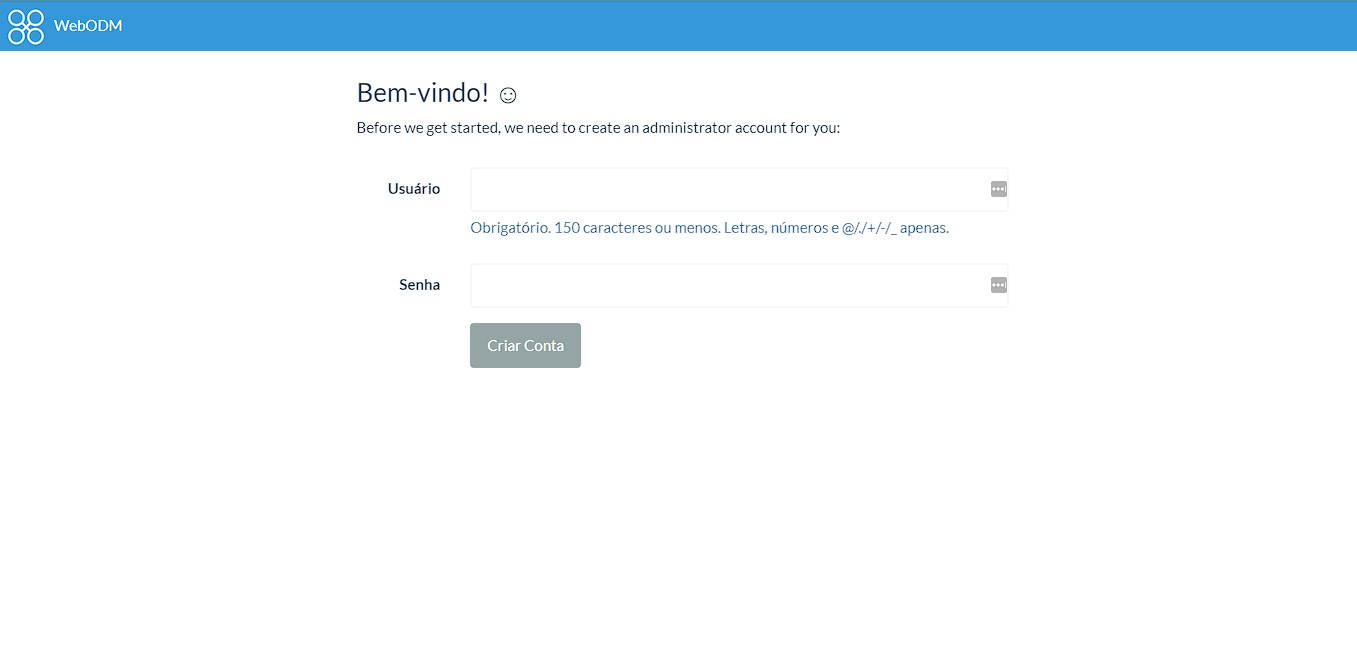 WebODM
Bem-vindo! ☺
Before we get started, we need to create an administrator account for you:
Usuário
Obrigatório. 150 caracteres ou menos. Letras, números e @/./+/-/_ apenas.
Senha
Criar Conta